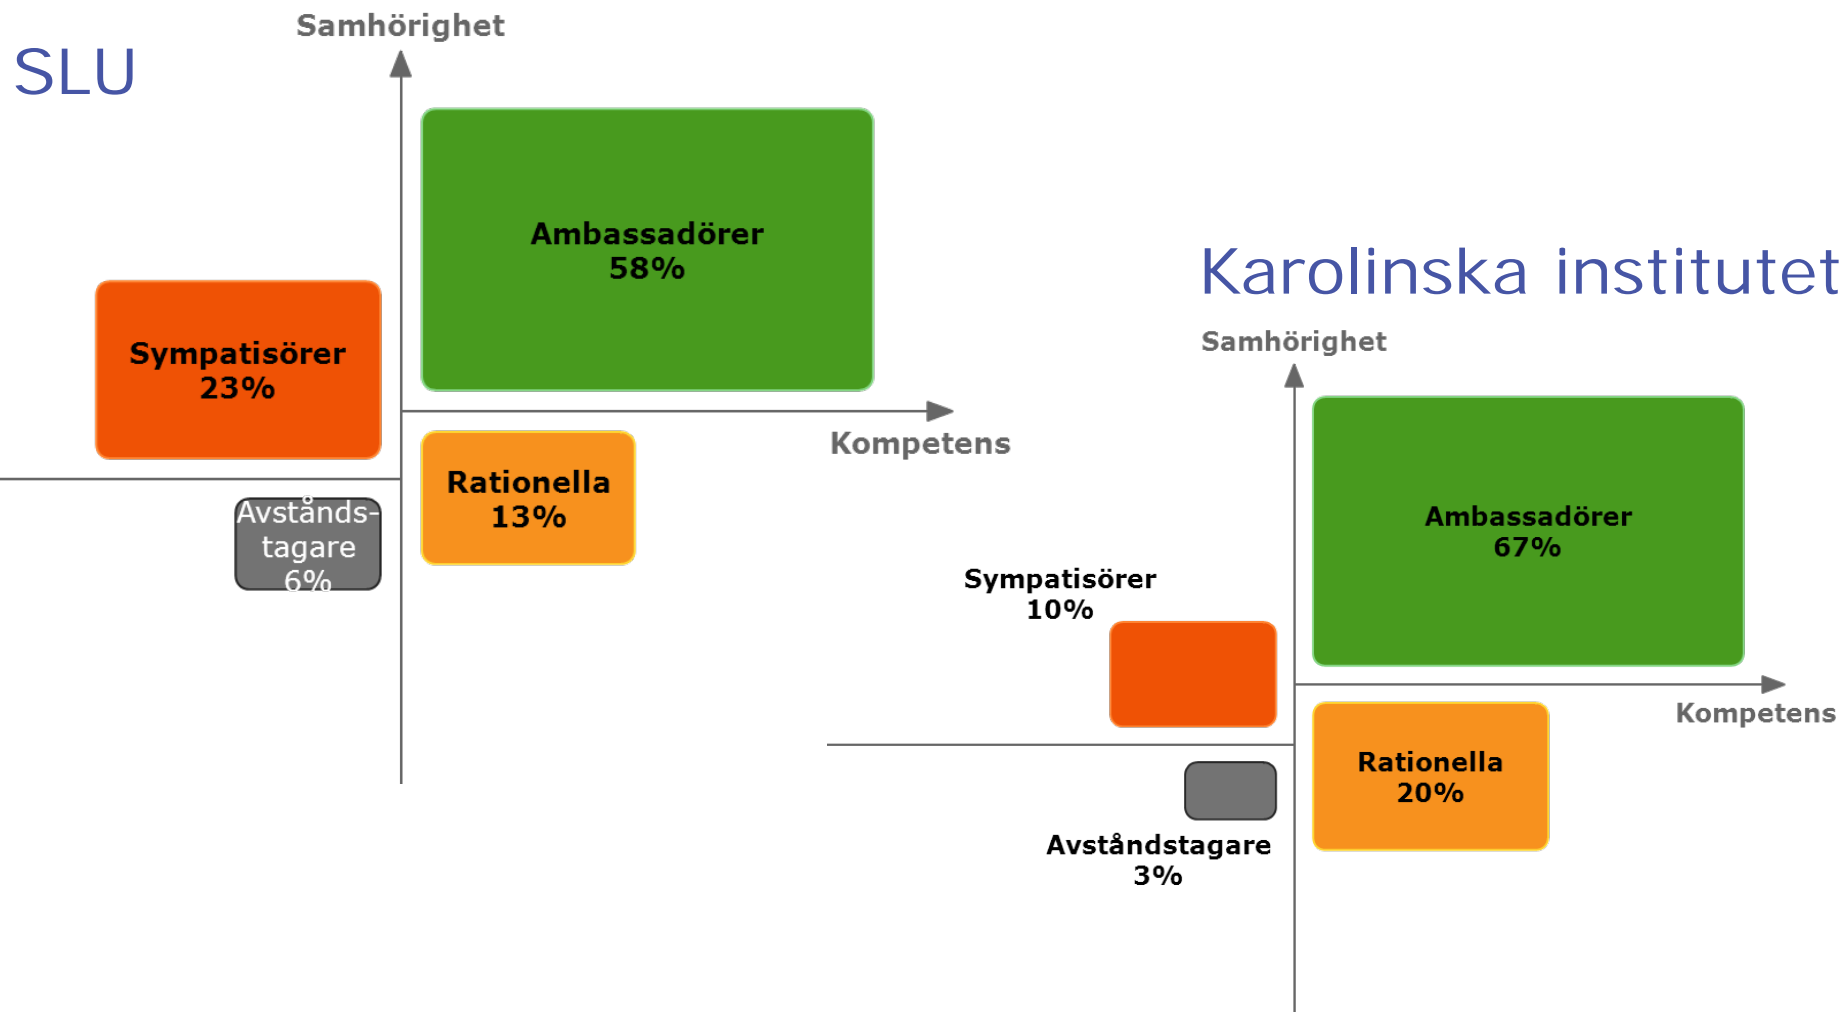 Samhörighet
SLU
Ambassadörer
58%
Sympatisörer
23%
Kompetens
Rationella
13%
Avstånds-
tagare
6%
Karolinska institutet
Samhörighet
Ambassadörer
67%
Sympatisörer
10%
Kompetens
Rationella
20%
Avståndstagare
3%